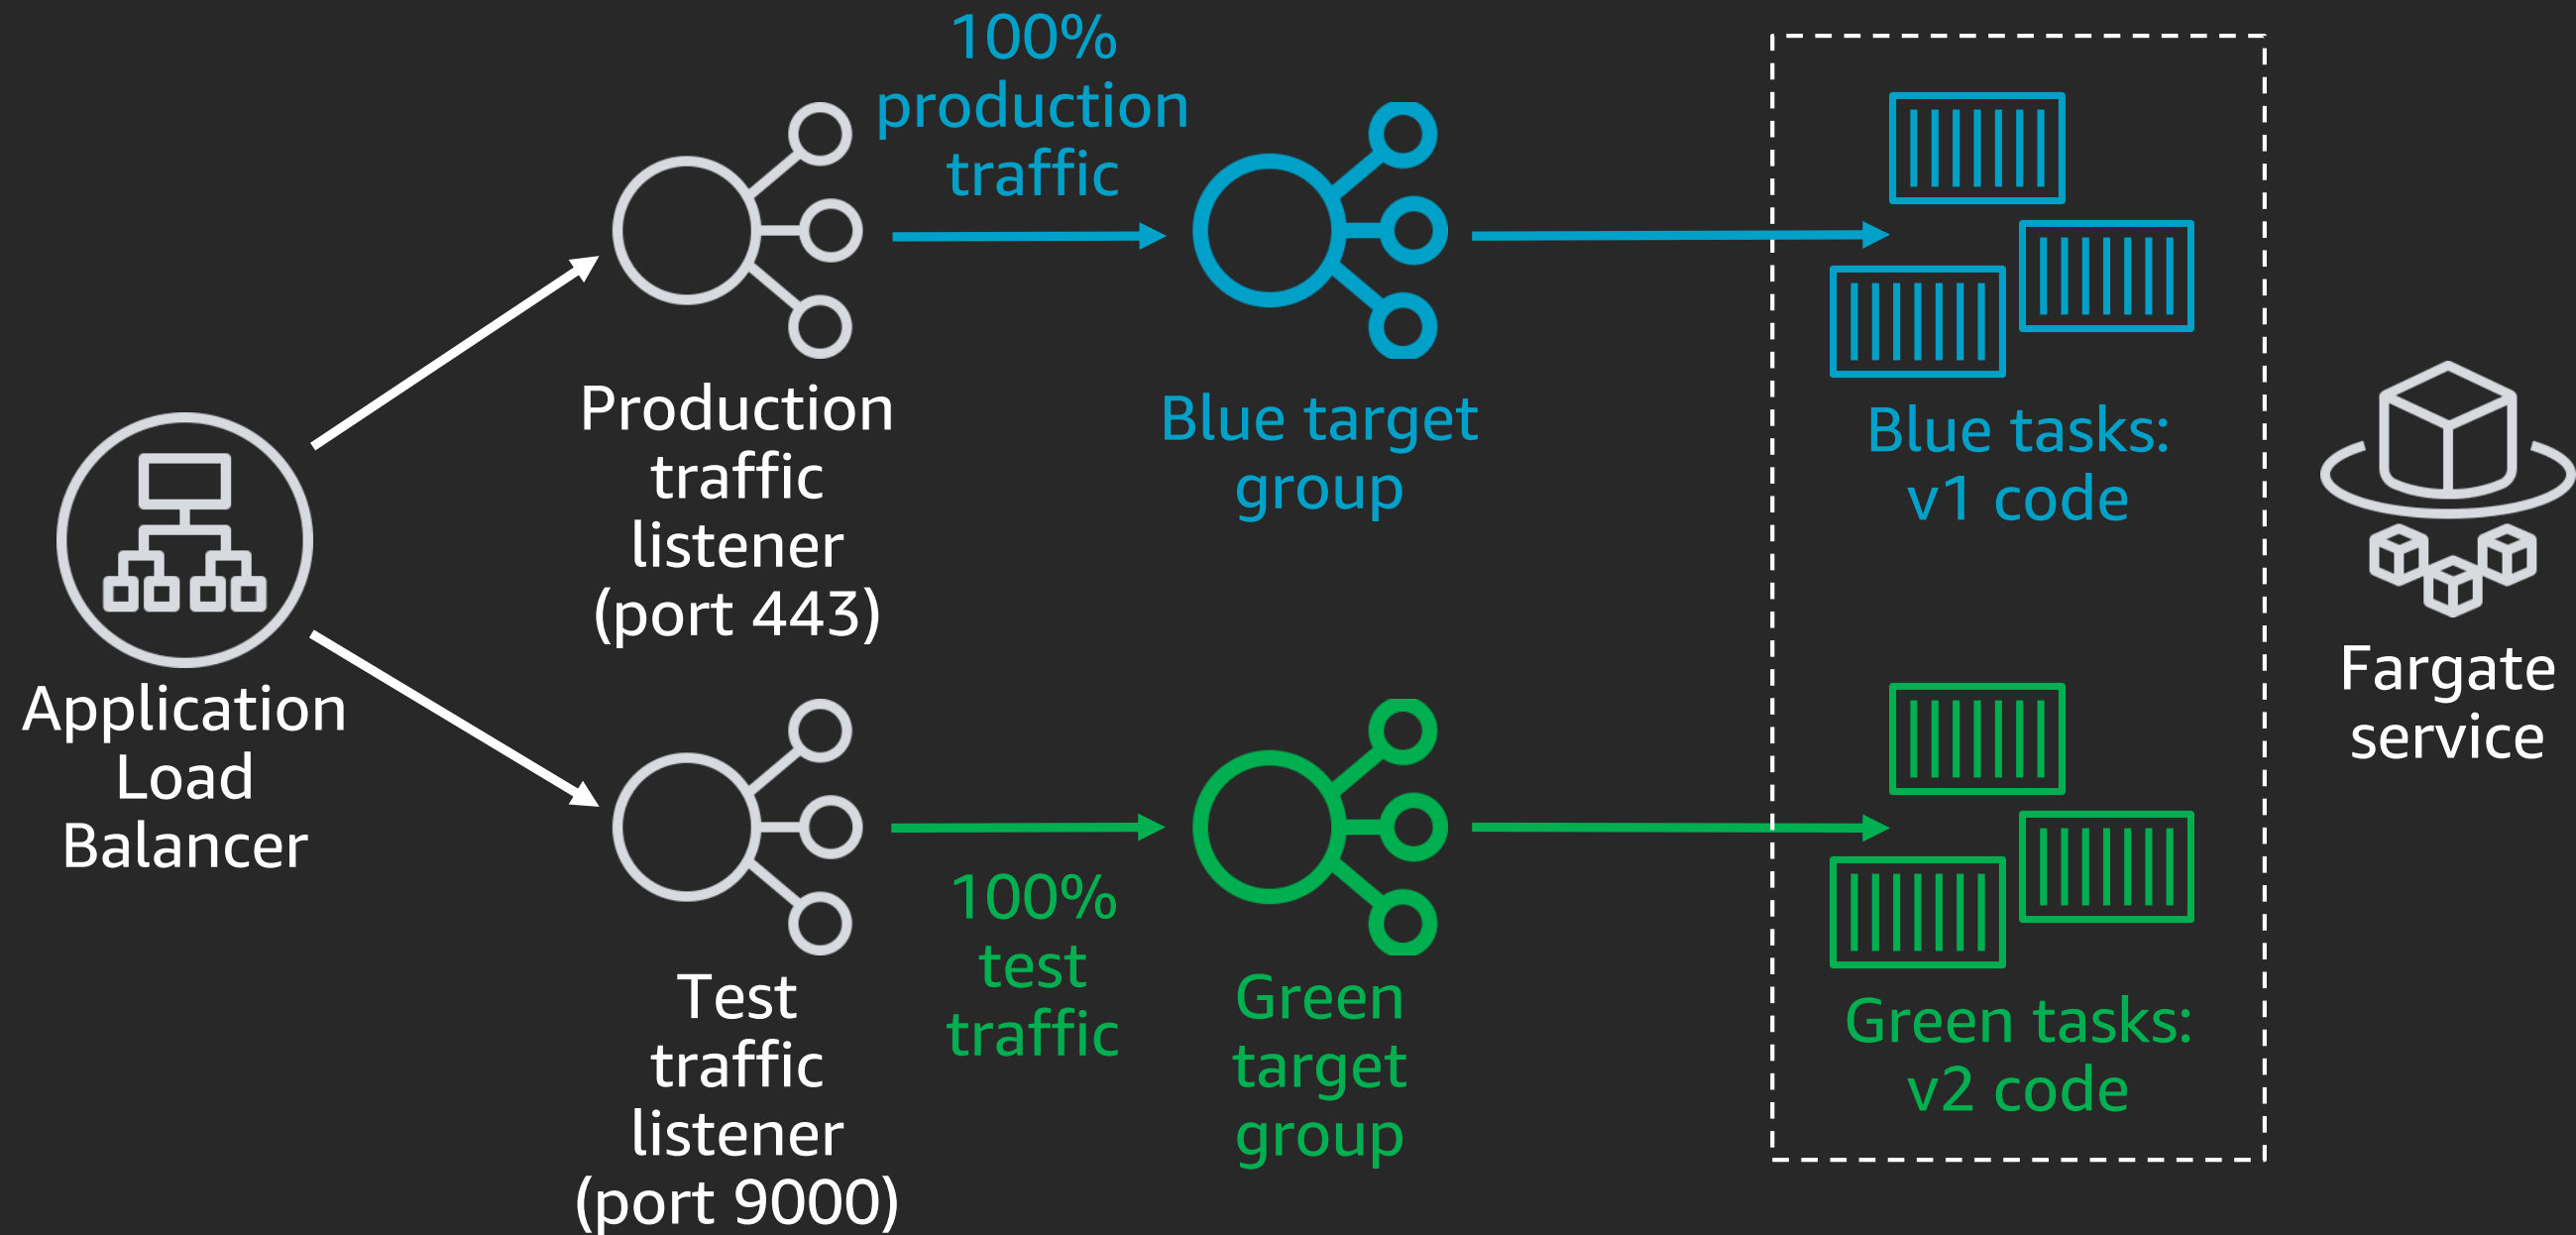 Application
Load
Balancer
Production
traffic
listener
(port 443)
100%
production
traffic
Blue target
group
Blue tasks:
v1 code
Test
traffic
listener
(port 9000)
100%
test
traffic
Green
target
group
Green tasks:
v2 code
Fargate
service